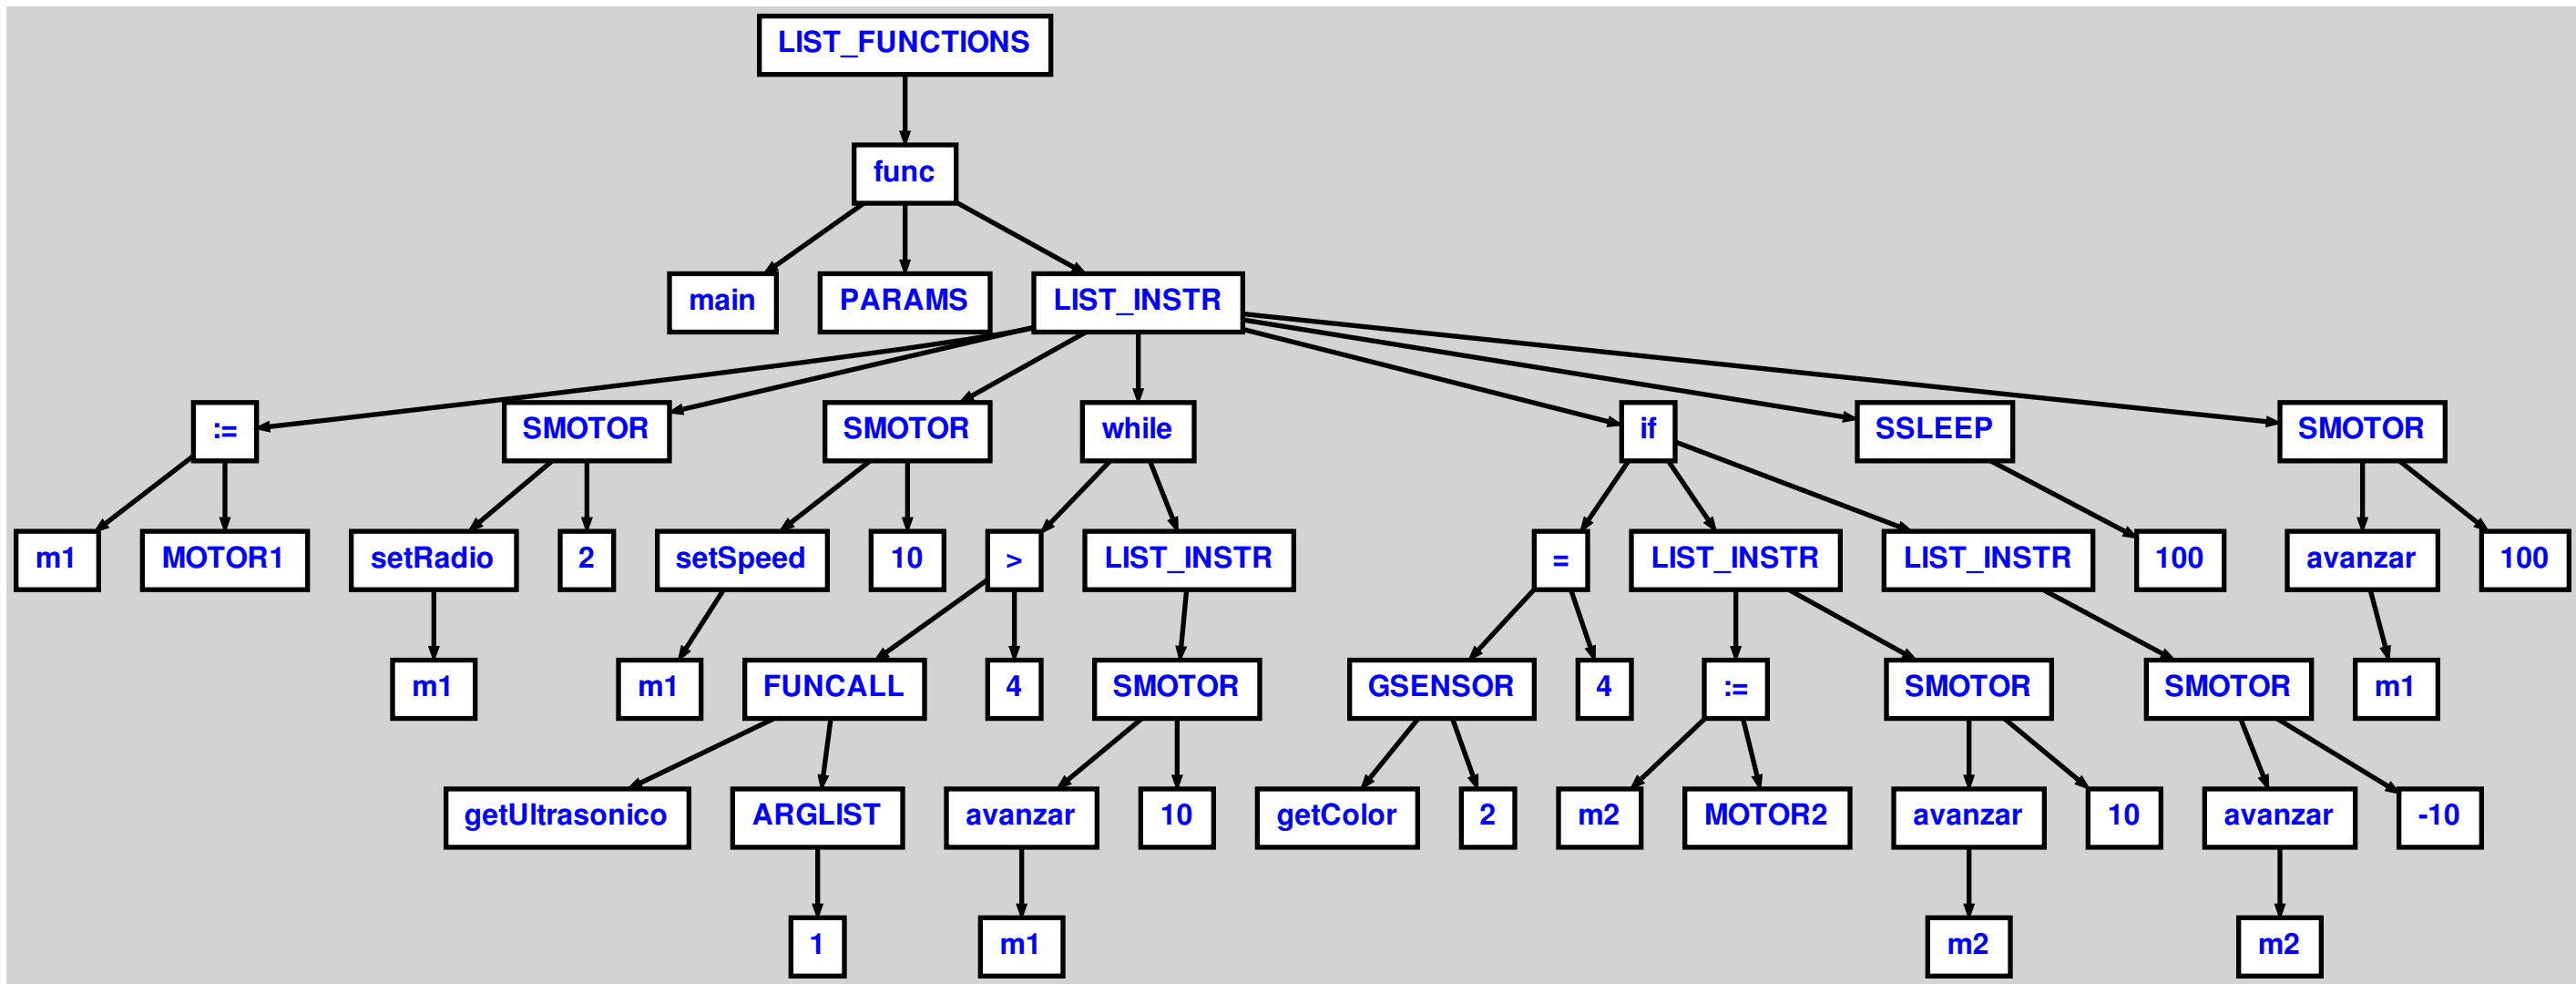 LIST_FUNCTIONS
func
main
PARAMS
LIST_INSTR
:=
SMOTOR
SMOTOR
while
if
SSLEEP
SMOTOR
m1
MOTOR1
setRadio
2
setSpeed
10
>
LIST_INSTR
=
LIST_INSTR
LIST_INSTR
100
avanzar
100
m1
m1
FUNCALL
4
SMOTOR
GSENSOR
4
:=
SMOTOR
SMOTOR
m1
getUltrasonico
ARGLIST
avanzar
10
getColor
2
m2
MOTOR2
avanzar
10
avanzar
-10
1
m1
m2
m2